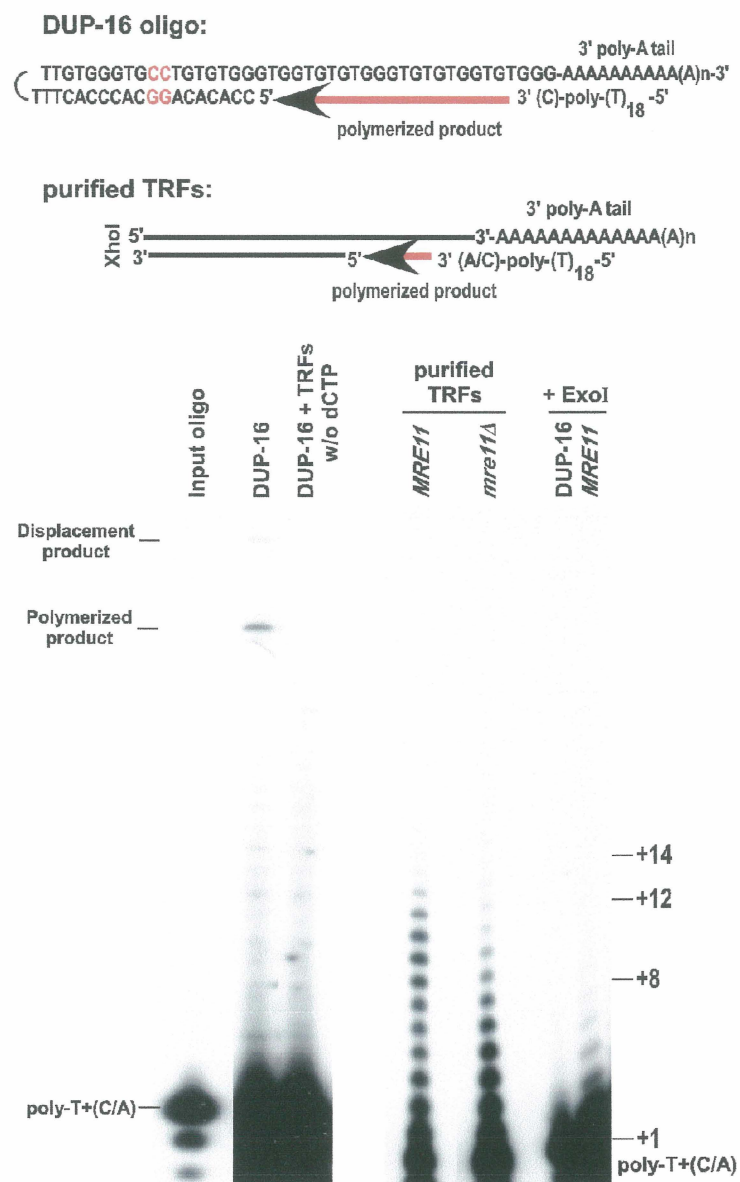 DUP-16 oligo:
3' poly-A tail
TTGTGGGTGCCTGTGTGGGTGGTGTGTGGGTGTGTGGTGTGGG-AAAAAAAAAA(A)n-3'
TTTCACCCACGGACACACC 5'
3' (C)-poly-(T)18-5'
polymerized product
purified TRFs:
3' poly-A tail
XhoI
5'
3'-AAAAAAAAAAAAA(A)n
3'
5'
3' (A/C)-poly-(T)18-5'
polymerized product
Input oligo
DUP-16
DUP-16 + TRFs
w/o dCTP
purified
TRFs
MRE11
mre11Δ
+ ExoI
DUP-16
MRE11
Displacement
product
Polymerized
product
+14
+12
+8
poly-T+(C/A)
+1
poly-T+(C/A)